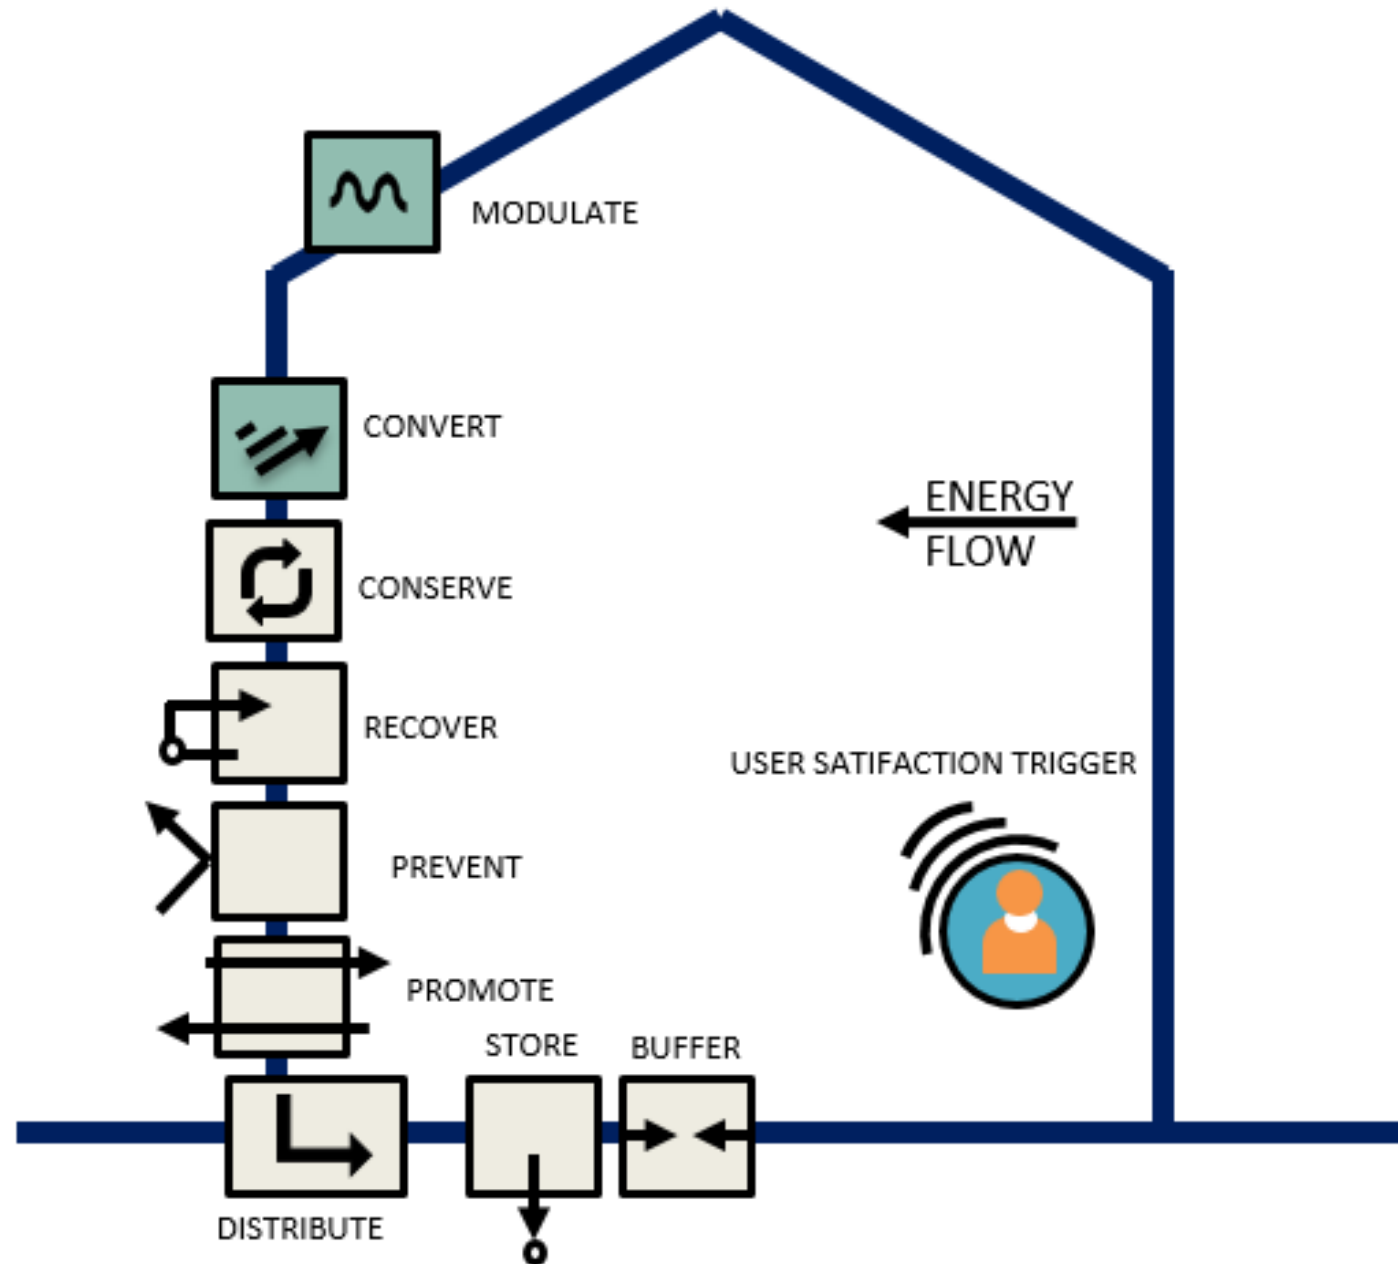 MODULATE
CONVERT
ENERGY
FLOW
CONSERVE
RECOVER
USER SATIFACTION TRIGGER
PREVENT
PROMOTE
STORE
BUFFER
DISTRIBUTE